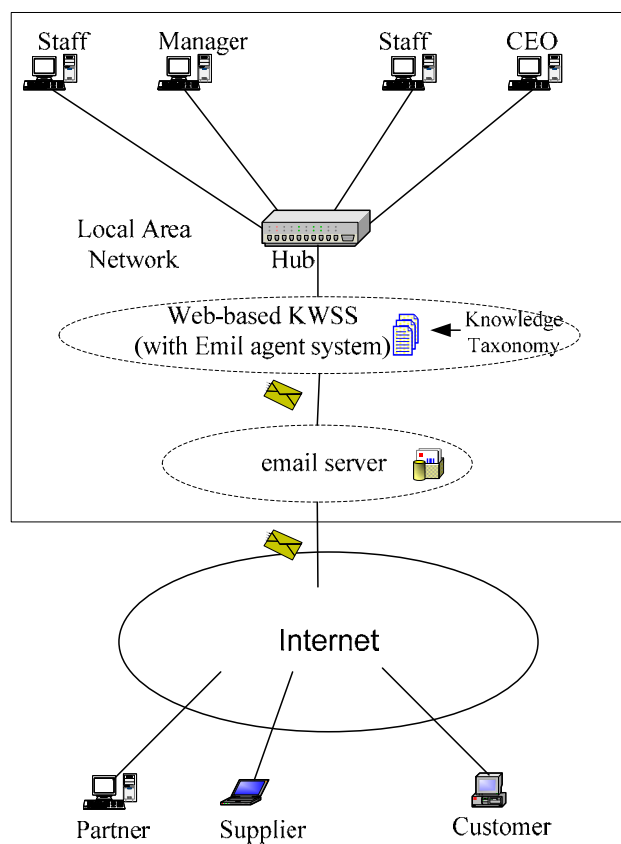 Staff
Manager
Staff
CEO
Local Area
Network
Hub
Web-based KWSS
(with Emil agent system)
Knowledge
Taxonomy
email server
Internet
Partner
Supplier
Customer